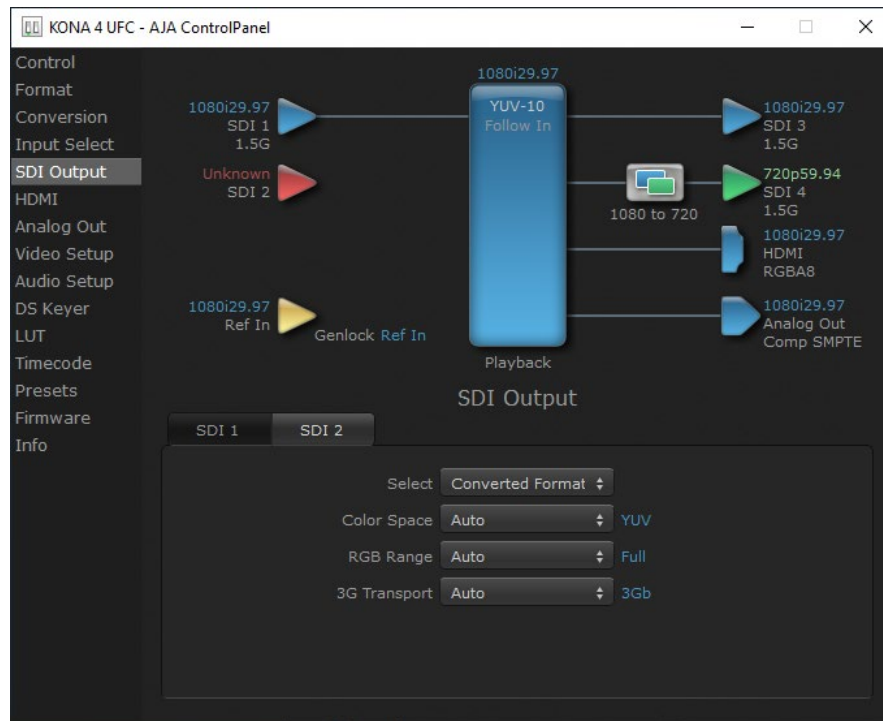 KONA 4 UFC - AJA ControlPanel
Control
Format
Conversion
Input Select
SDI Output
HDMI
Analog Out
Video Setup
Audio Setup
DS Keyer
LUT
Timecode
Presets
Firmware
Info
1080i29.97
YUV-10
Follow In
Playback
1080i29.97
SDI 1
1.5G
Unknown
SDI 2
1080i29.97
Ref In
Genlock Ref In
1080i29.97
SDI 3
1.5G
1080 to 720
720p59.94
SDI 4
1.5G
1080i29.97
HDMI
RGBA8
1080i29.97
Analog Out
Comp SMPTE
SDI Output
SDI 1 SDI 2
Select Converted Format
Color Space Auto YUV
RGB Range Auto Full
3G Transport Auto 3Gb